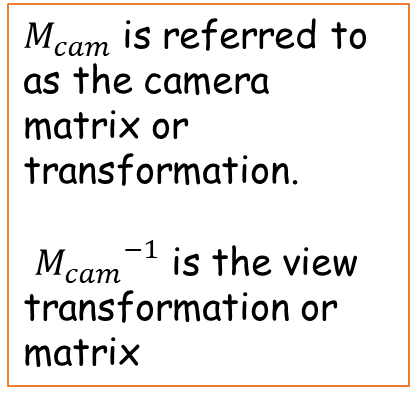 M_cam is referred to
as the camera
matrix or
transformation.
M_cam⁻¹ is the view
transformation or
matrix